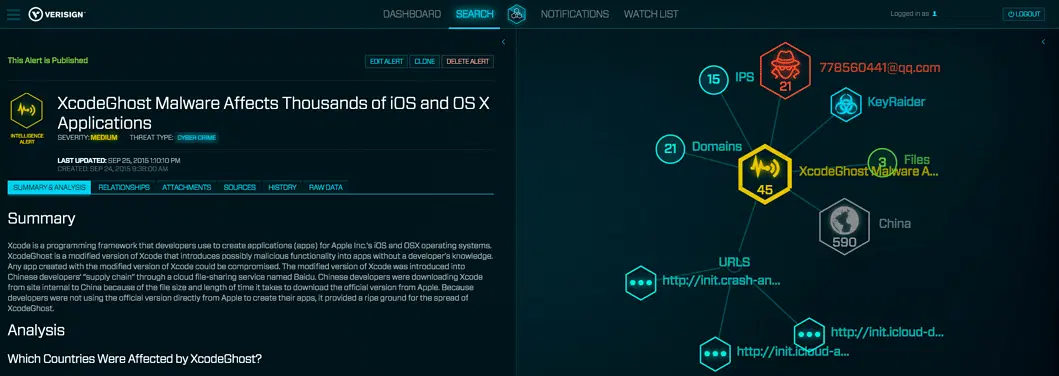 VERISIGN™
DASHBOARD SEARCH NOTIFICATIONS WATCH LIST
Logged in as
LOGOUT
This Alert is Published
EDIT ALERT CLONE DELETE ALERT
INTELLIGENCE
ALERT
XcodeGhost Malware Affects Thousands of iOS and OS X
Applications
SEVERITY: MEDIUM THREAT TYPE: CYBER CRIME
LAST UPDATED: SEP 25, 2015 1:10:10 PM
CREATED: SEP 24, 2015 9:38:00 AM
SUMMARY & ANALYSIS RELATIONSHIPS ATTACHMENTS SOURCES HISTORY RAW DATA
Summary
Xcode is a programming framework that developers use to create applications (apps) for Apple Inc.'s iOS and OSX operating systems.
XcodeGhost is a modified version of Xcode that introduces possibly malicious functionality into apps without a developer's knowledge.
Any app created with the modified version of Xcode could be compromised. The modified version of Xcode was introduced into
Chinese developers' "supply chain" through a cloud file-sharing service named Baidu. Chinese developers were downloading Xcode
from site internal to China because of the file size and length of time it takes to download the official version from Apple. Because
developers were not using the official version directly from Apple to create their apps, it provided a ripe ground for the spread of
XcodeGhost.
Analysis
Which Countries Were Affected by XcodeGhost?
15 IPS
21
778560441@qq.com
KeyRaider
21 Domains
3 Files
45
XcodeGhost Malware A...
590
China
URLS
http://init.crash-an...
http://init.icloud-d...
http://init.icloud-a...